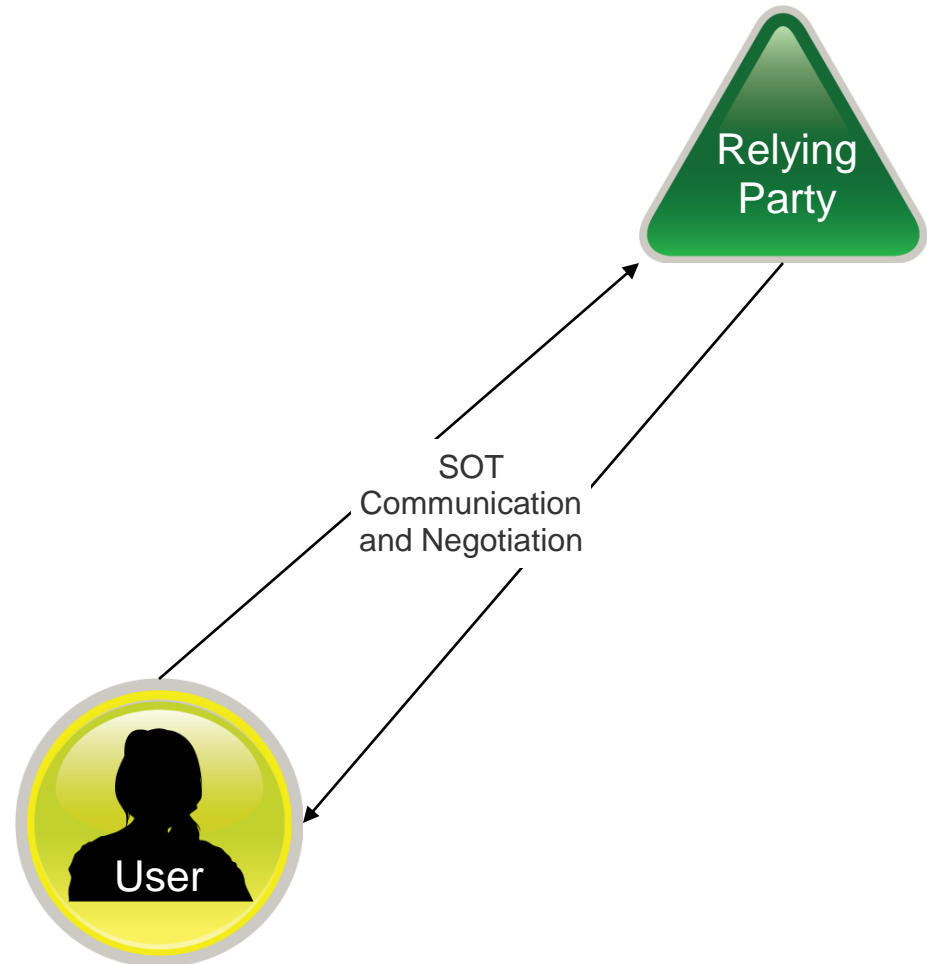 Relying
Party
SOT
Communication
and Negotiation
User